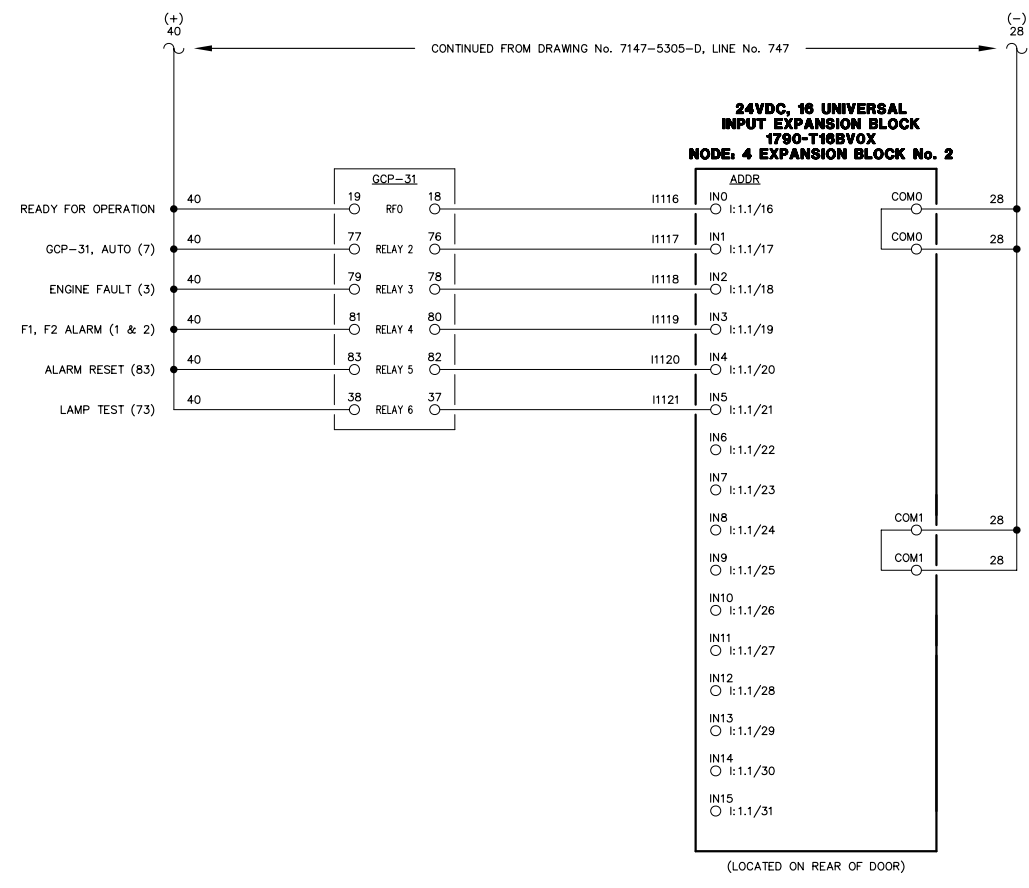 (+)
40
(−)
28
CONTINUED FROM DRAWING No. 7147-5305-D, LINE No. 747
24VDC, 16 UNIVERSAL
INPUT EXPANSION BLOCK
1790-T16BV0X
NODE: 4 EXPANSION BLOCK No. 2
GCP-31
ADDR
READY FOR OPERATION 40 19 RFO 18 I1116 IN0 I:1.1/16 COM0 28
GCP-31, AUTO (7) 40 77 RELAY 2 76 I1117 IN1 I:1.1/17 COM0 28
ENGINE FAULT (3) 40 79 RELAY 3 78 I1118 IN2 I:1.1/18
F1, F2 ALARM (1 & 2) 40 81 RELAY 4 80 I1119 IN3 I:1.1/19
ALARM RESET (83) 40 83 RELAY 5 82 I1120 IN4 I:1.1/20
LAMP TEST (73) 40 38 RELAY 6 37 I1121 IN5 I:1.1/21
IN6 I:1.1/22
IN7 I:1.1/23
IN8 I:1.1/24 COM1 28
IN9 I:1.1/25 COM1 28
IN10 I:1.1/26
IN11 I:1.1/27
IN12 I:1.1/28
IN13 I:1.1/29
IN14 I:1.1/30
IN15 I:1.1/31
(LOCATED ON REAR OF DOOR)